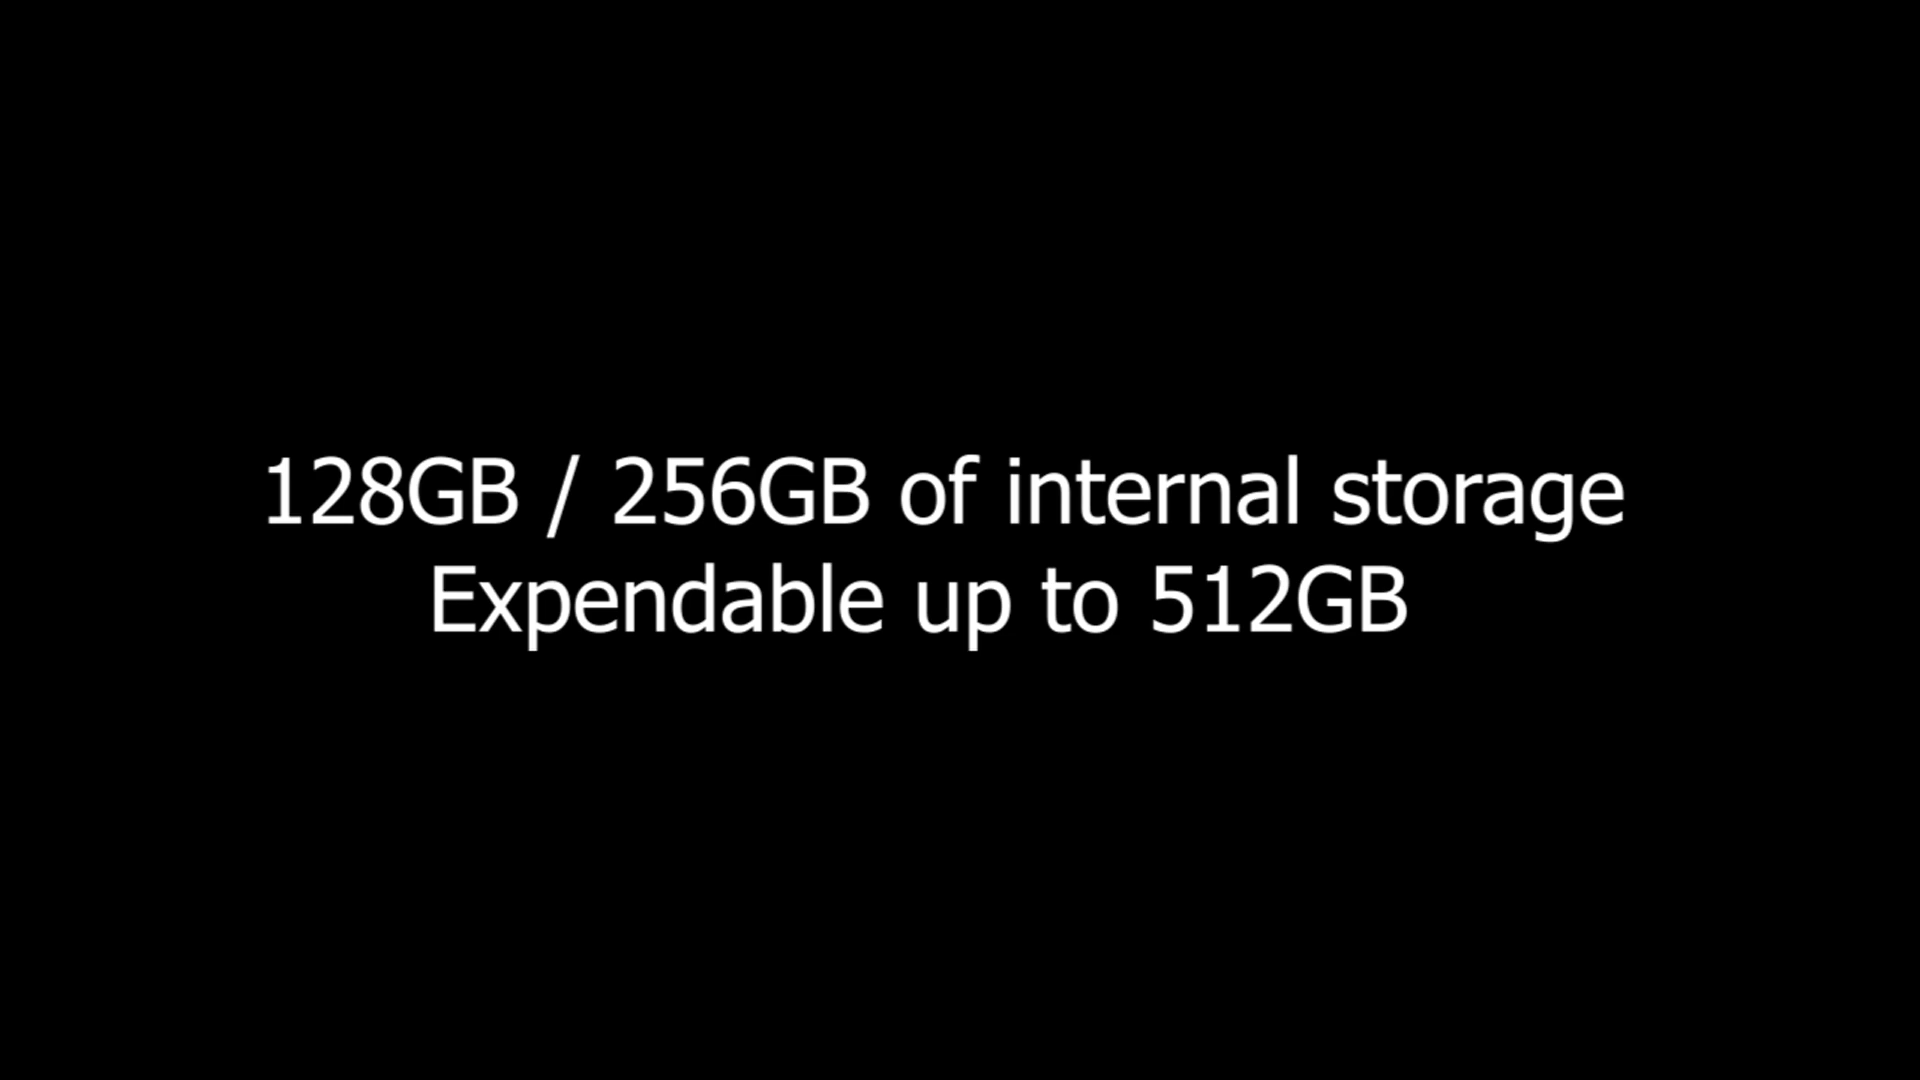 128GB / 256GB of internal storage
Expendable up to 512GB